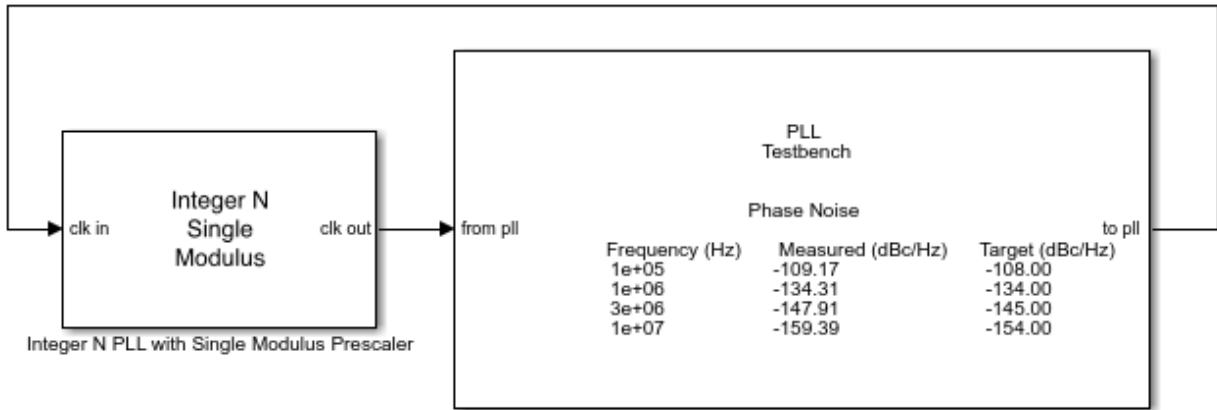 Integer N
Single
Modulus
clk in
clk out
Integer N PLL with Single Modulus Prescaler
PLL
Testbench
Phase Noise
from pll
to pll
Frequency (Hz) Measured (dBc/Hz) Target (dBc/Hz)
1e+05 -109.17 -108.00
1e+06 -134.31 -134.00
3e+06 -147.91 -145.00
1e+07 -159.39 -154.00